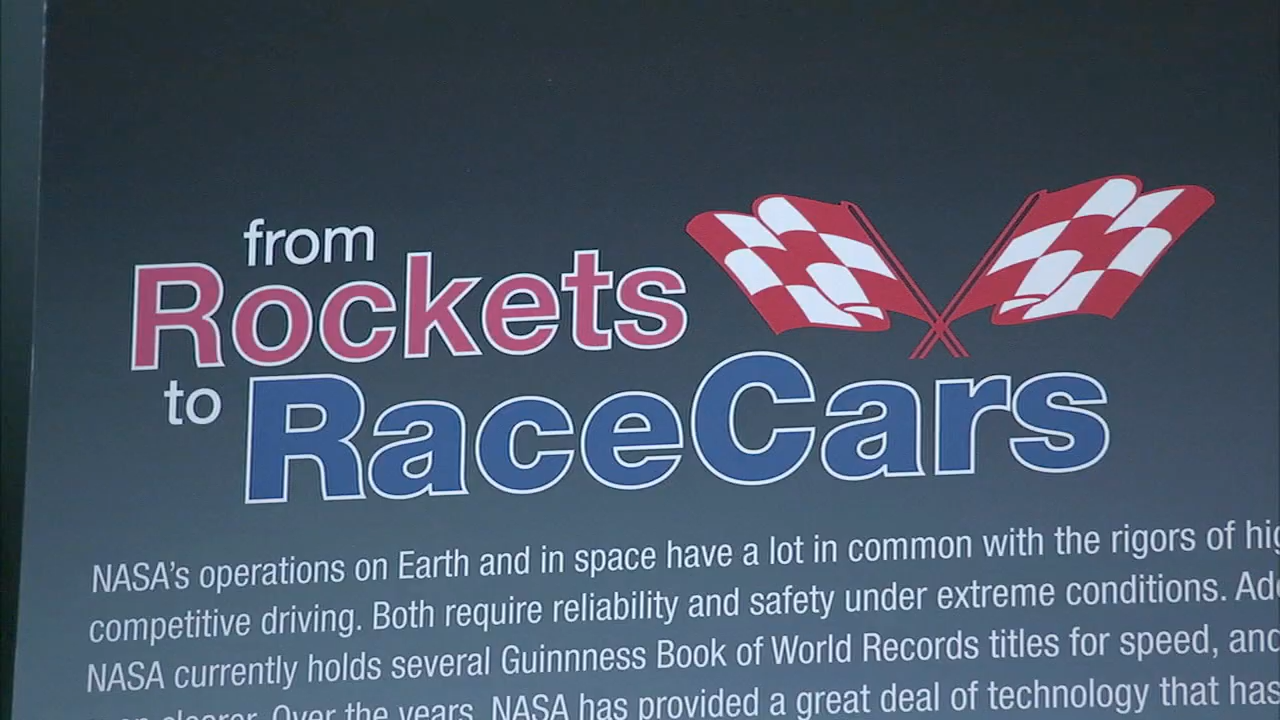 from
Rockets
to
RaceCars
NASA's operations on Earth and in space have a lot in common with the rigors of
competitive driving. Both require reliability and safety under extreme conditions.
NASA currently holds several Guinnness Book of World Records titles for speed, and
clearer. Over the years, NASA has provided a great deal of technology that has